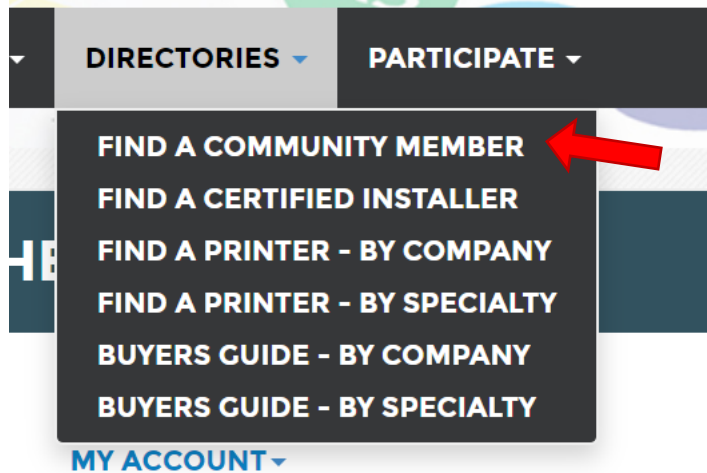 DIRECTORIES PARTICIPATE
FIND A COMMUNITY MEMBER
FIND A CERTIFIED INSTALLER
FIND A PRINTER - BY COMPANY
FIND A PRINTER - BY SPECIALTY
BUYERS GUIDE - BY COMPANY
BUYERS GUIDE - BY SPECIALTY
MY ACCOUNT